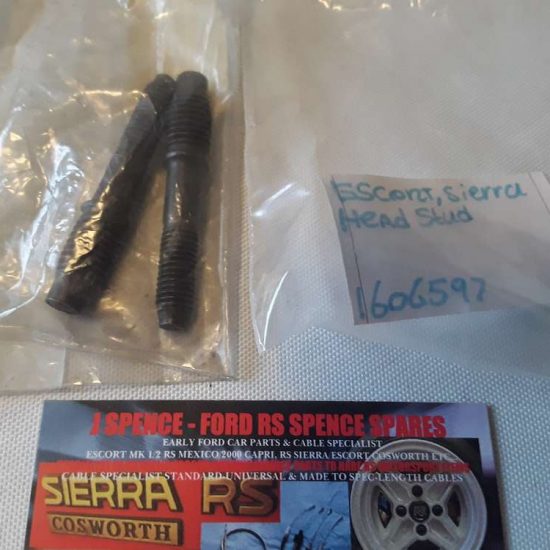 ESCORT, Sierra
Head Stud
1606597
J SPENCE - FORD RS SPENCE SPARES
EARLY FORD CAR PARTS & CABLE SPECIALIST
ESCORT MK 1/2 RS MEXICO/2000 CAPRI, RS SIERRA ESCORT COSWORTH ETC
CABLE SPECIALIST STANDARD-UNIVERSAL & MADE TO SPEC-LENGTH CABLES
SIERRA RS
COSWORTH